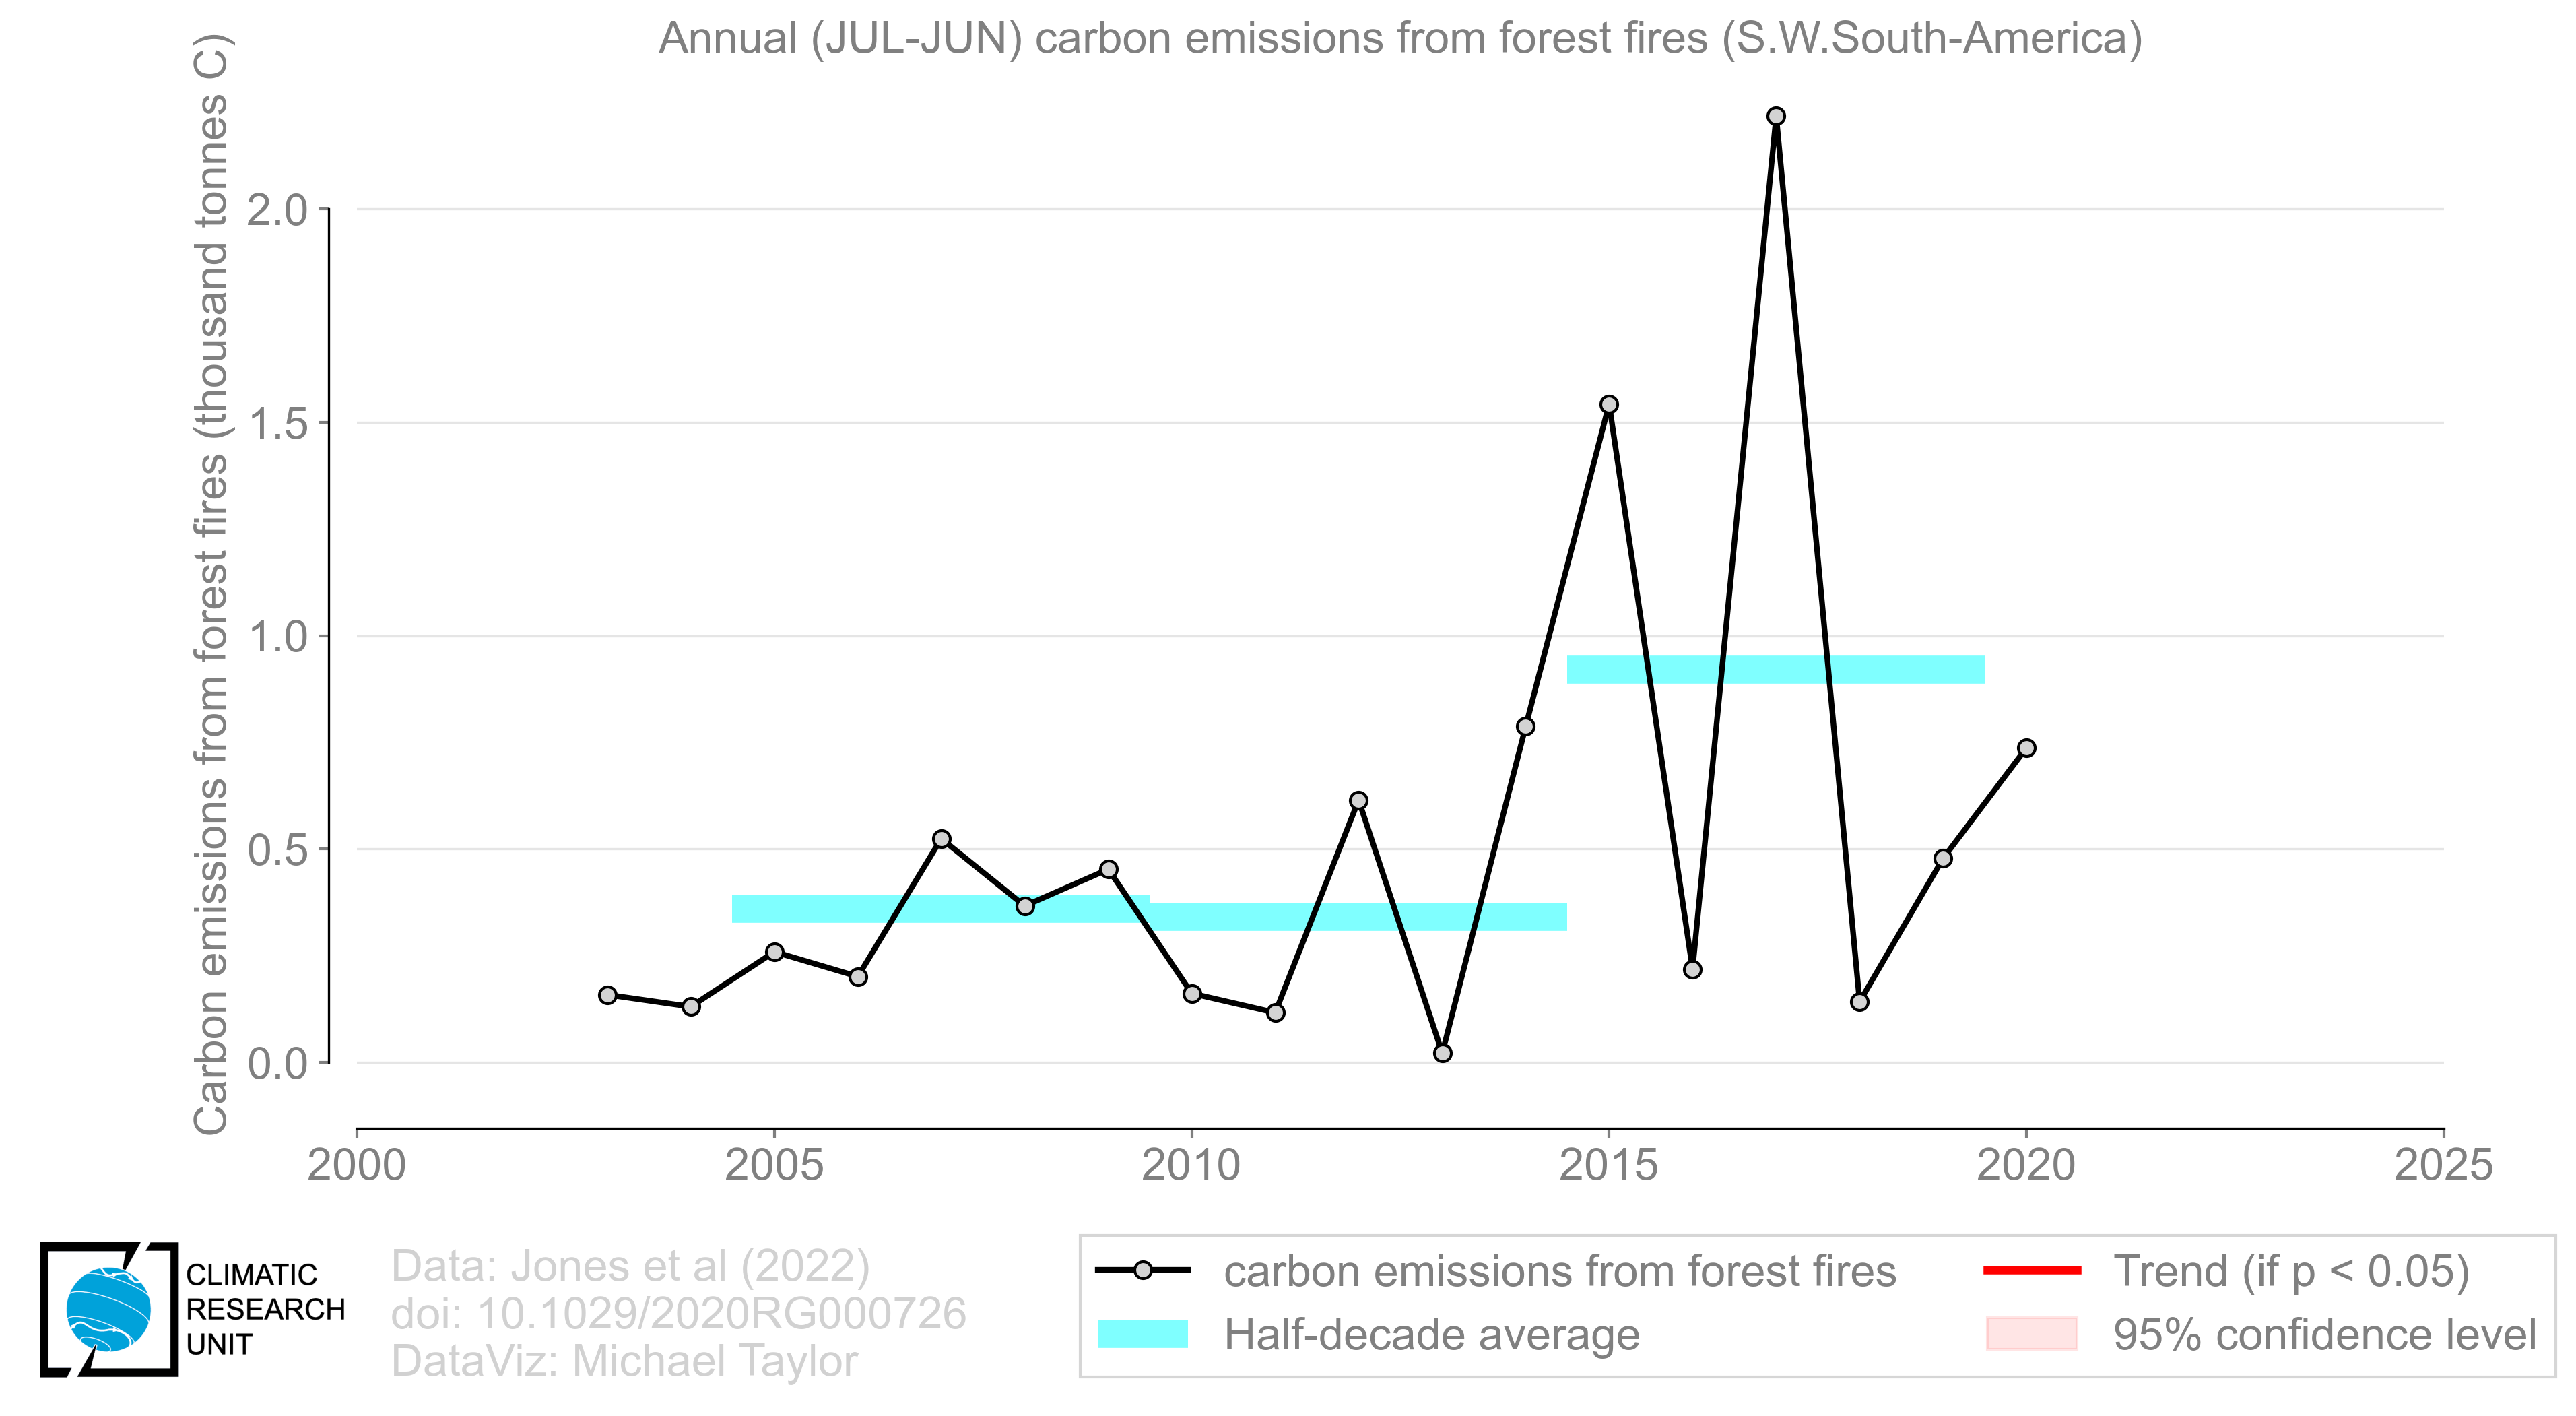 Annual (JUL-JUN) carbon emissions from forest fires (S.W.South-America)
Carbon emissions from forest fires (thousand tonnes C)
2.0
1.5
1.0
0.5
0.0
2000 2005 2010 2015 2020 2025
CLIMATIC
RESEARCH
UNIT
Data: Jones et al (2022)
doi: 10.1029/2020RG000726
DataViz: Michael Taylor
carbon emissions from forest fires
Half-decade average
Trend (if p < 0.05)
95% confidence level